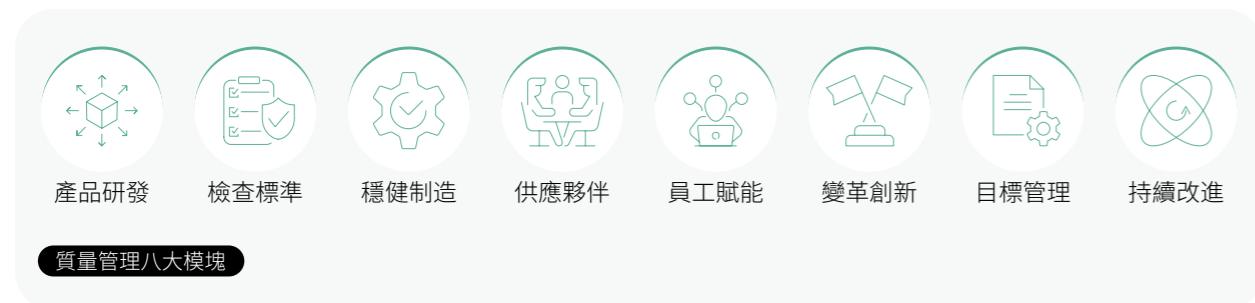 產品研發
檢查標準
穩健制造
供應夥伴
員工賦能
變革創新
目標管理
持續改進
質量管理八大模塊